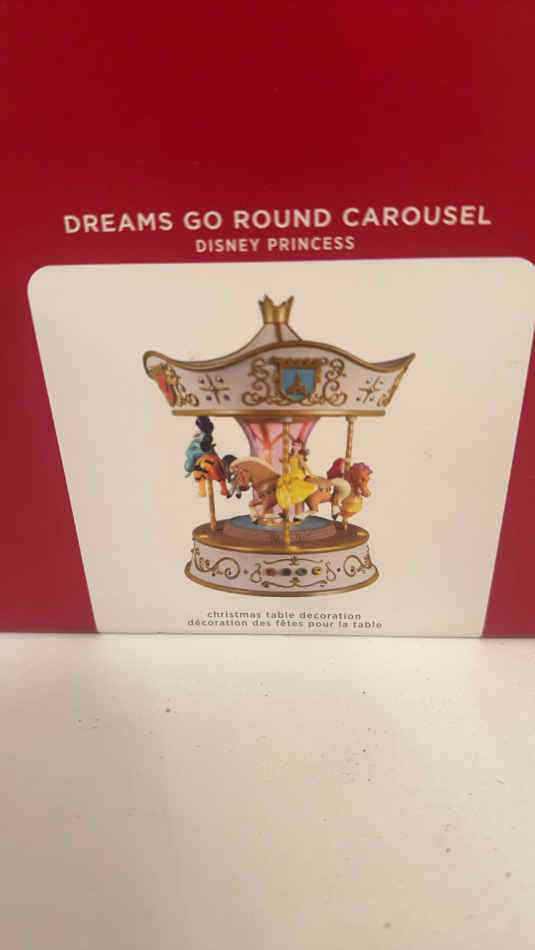 DREAMS GO ROUND CAROUSEL
DISNEY PRINCESS
christmas table decoration
décoration des fêtes pour la table